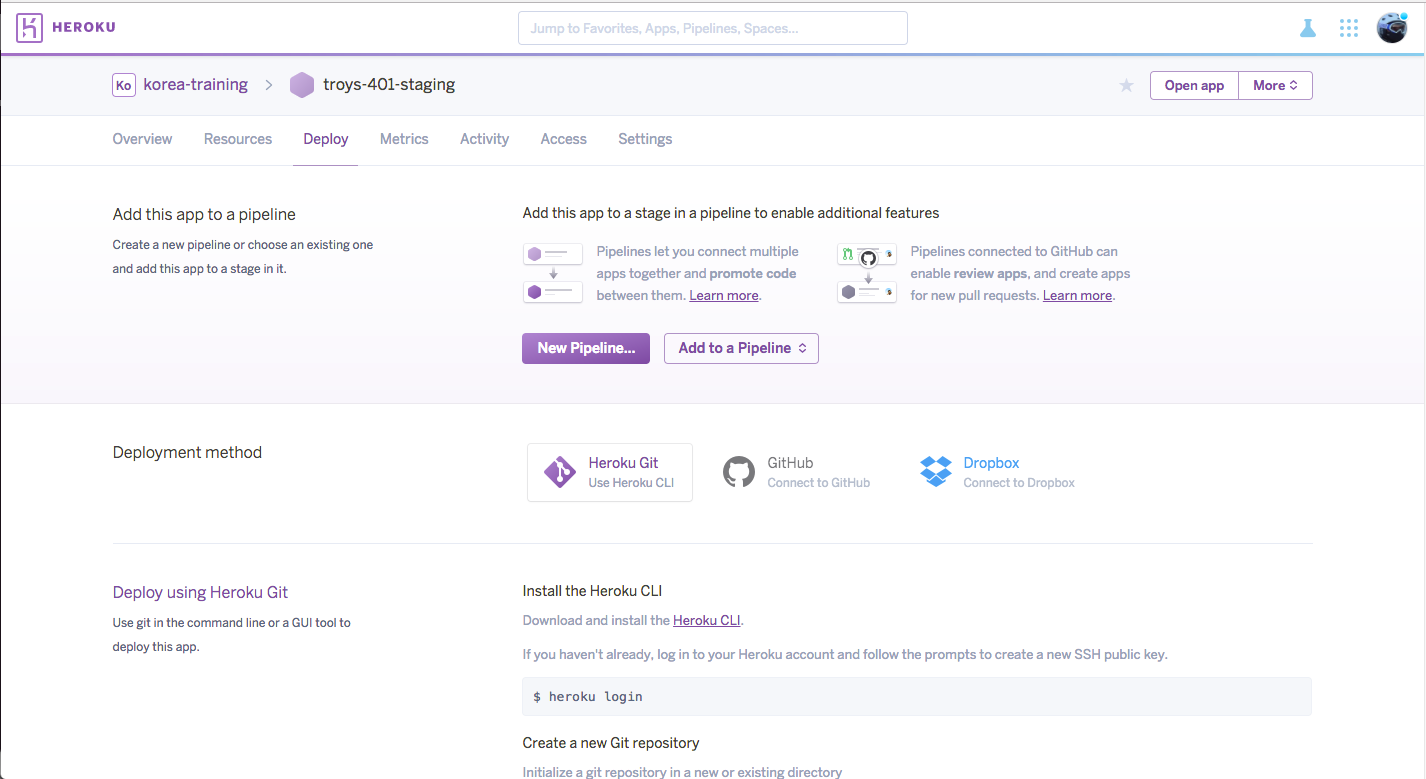 HEROKU
Jump to Favorites, Apps, Pipelines, Spaces...
Ko korea-training > troys-401-staging
Open app More
Overview Resources Deploy Metrics Activity Access Settings
Add this app to a pipeline
Create a new pipeline or choose an existing one
and add this app to a stage in it.
Add this app to a stage in a pipeline to enable additional features
Pipelines let you connect multiple
apps together and promote code
between them. Learn more.
Pipelines connected to GitHub can
enable review apps, and create apps
for new pull requests. Learn more.
New Pipeline... Add to a Pipeline
Deployment method
Heroku Git
Use Heroku CLI
GitHub
Connect to GitHub
Dropbox
Connect to Dropbox
Deploy using Heroku Git
Use git in the command line or a GUI tool to
deploy this app.
Install the Heroku CLI
Download and install the Heroku CLI.
If you haven't already, log in to your Heroku account and follow the prompts to create a new SSH public key.
$ heroku login
Create a new Git repository
Initialize a git repository in a new or existing directory